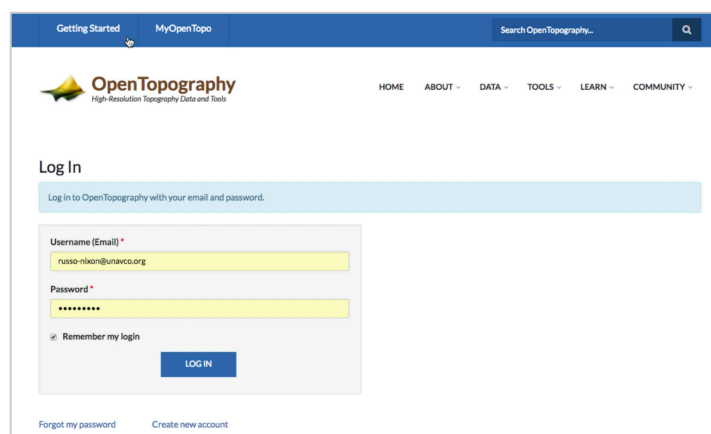 Getting Started MyOpenTopo Search OpenTopography...
OpenTopography
High-Resolution Topography Data and Tools
HOME ABOUT DATA TOOLS LEARN COMMUNITY
Log In
Log in to OpenTopography with your email and password.
Username (Email) *
russo-nixon@unavco.org
Password *
•••••••••
Remember my login
LOG IN
Forgot my password Create new account